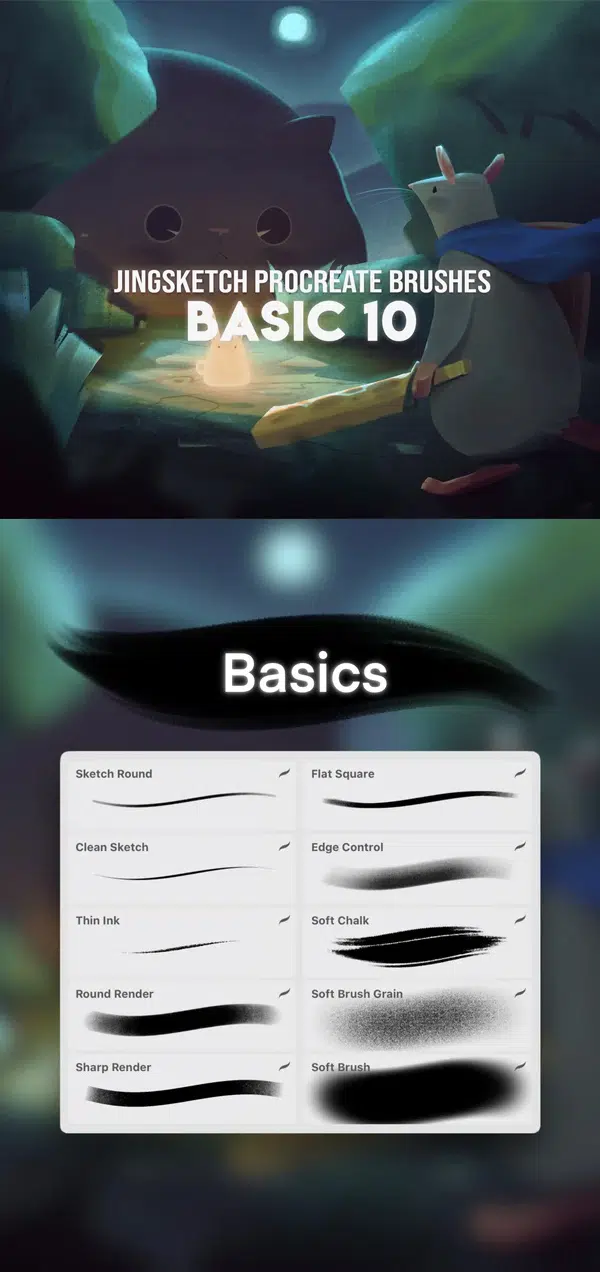 JINGSKETCH PROCREATE BRUSHES
BASIC 10
Basics
Sketch Round
Flat Square
Clean Sketch
Edge Control
Thin Ink
Soft Chalk
Round Render
Soft Brush Grain
Sharp Render
Soft Brush